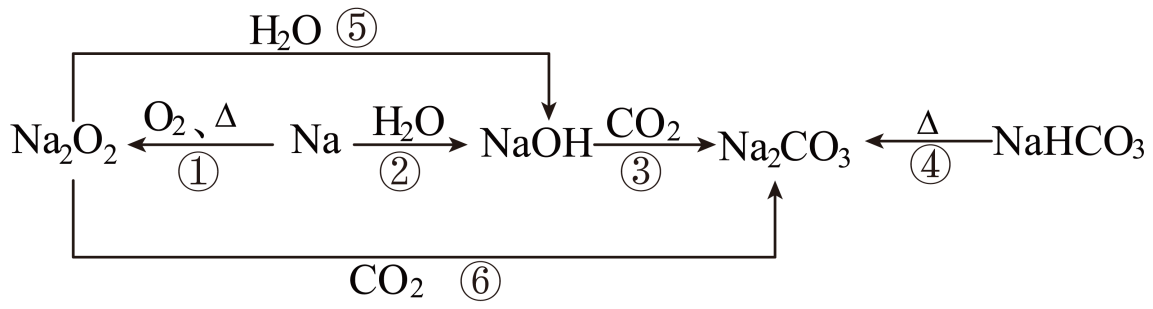 H₂O ⑤
Na₂O₂ O₂、Δ ① Na H₂O ② NaOH CO₂ ③ Na₂CO₃ Δ ④ NaHCO₃
CO₂ ⑥